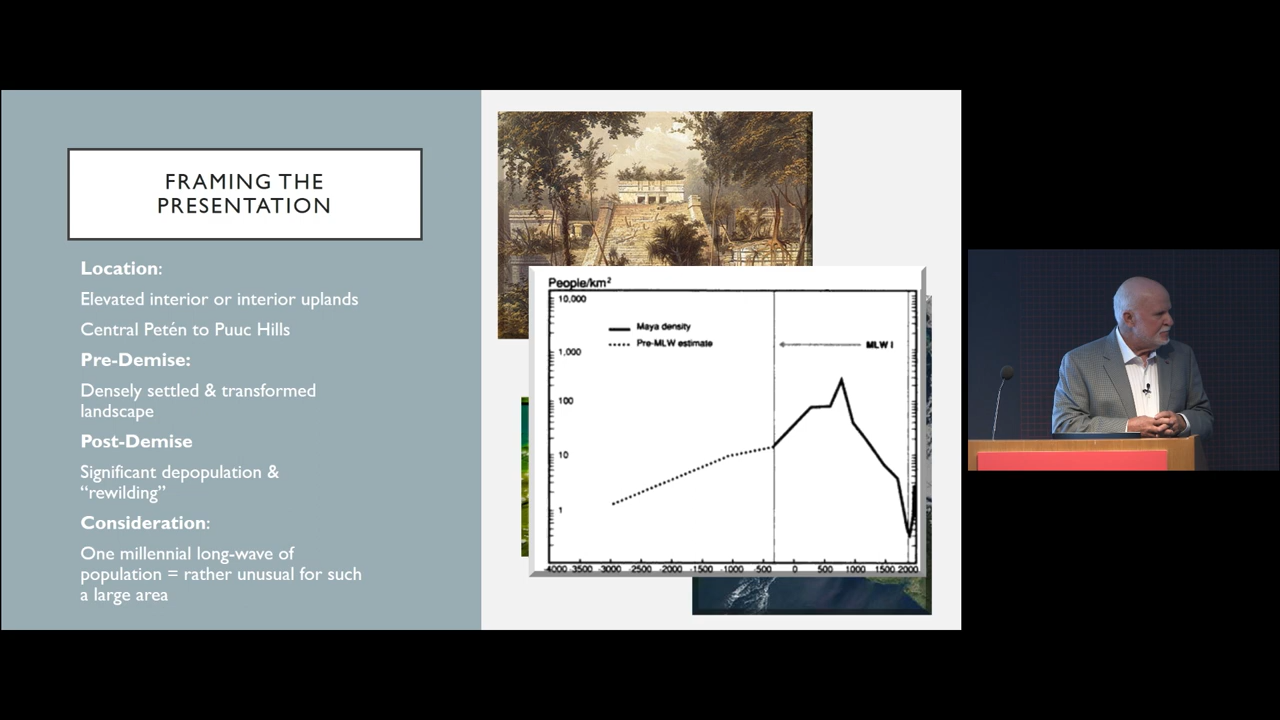 FRAMING THE
PRESENTATION
Location:
Elevated interior or interior uplands
Central Petén to Puuc Hills
Pre-Demise:
Densely settled & transformed
landscape
Post-Demise
Significant depopulation &
“rewilding”
Consideration:
One millennial long-wave of
population = rather unusual for such
a large area
People/km²
10,000
1,000
100
10
1
Maya density
Pre-MLW estimate
MLW I
-4000 -3500 -3000 -2500 -2000 -1500 -1000 -500 0 500 1000 1500 2000